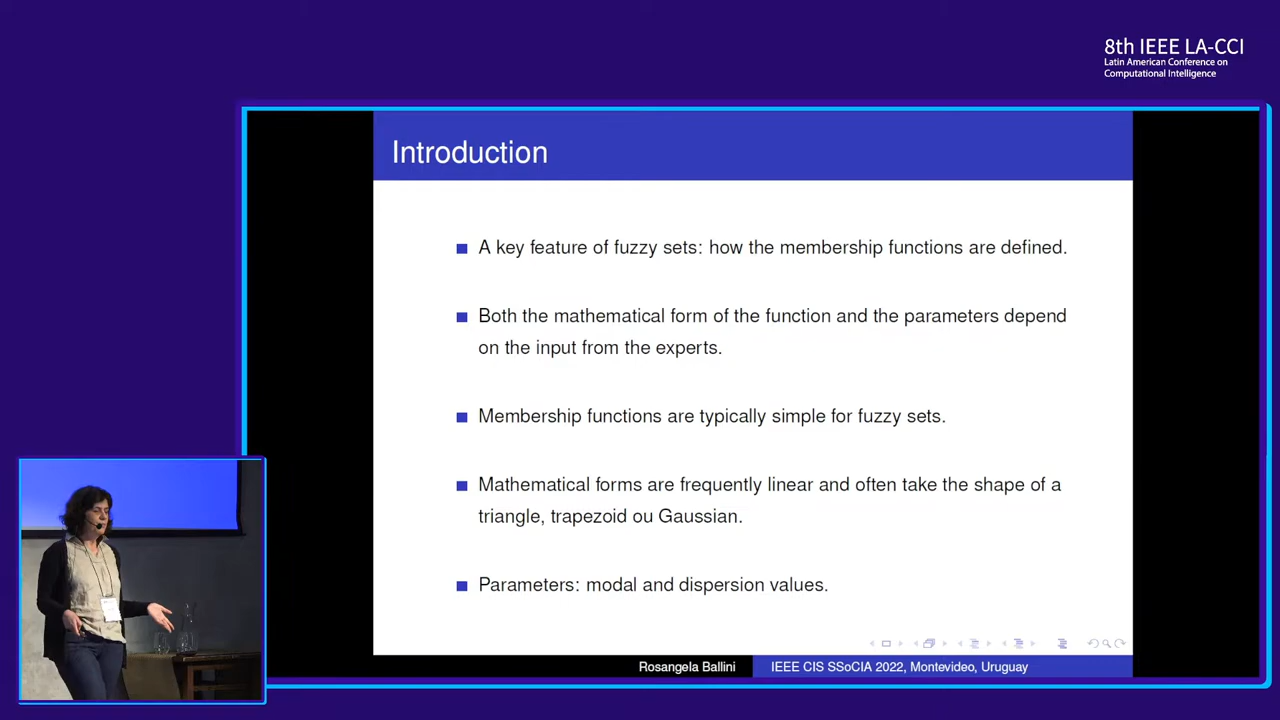 8th IEEE LA-CCI
Latin American Conference on
Computational Intelligence
Introduction
A key feature of fuzzy sets: how the membership functions are defined.
Both the mathematical form of the function and the parameters depend
on the input from the experts.
Membership functions are typically simple for fuzzy sets.
Mathematical forms are frequently linear and often take the shape of a
triangle, trapezoid ou Gaussian.
Parameters: modal and dispersion values.
Rosangela Ballini IEEE CIS SSoCIA 2022, Montevideo, Uruguay